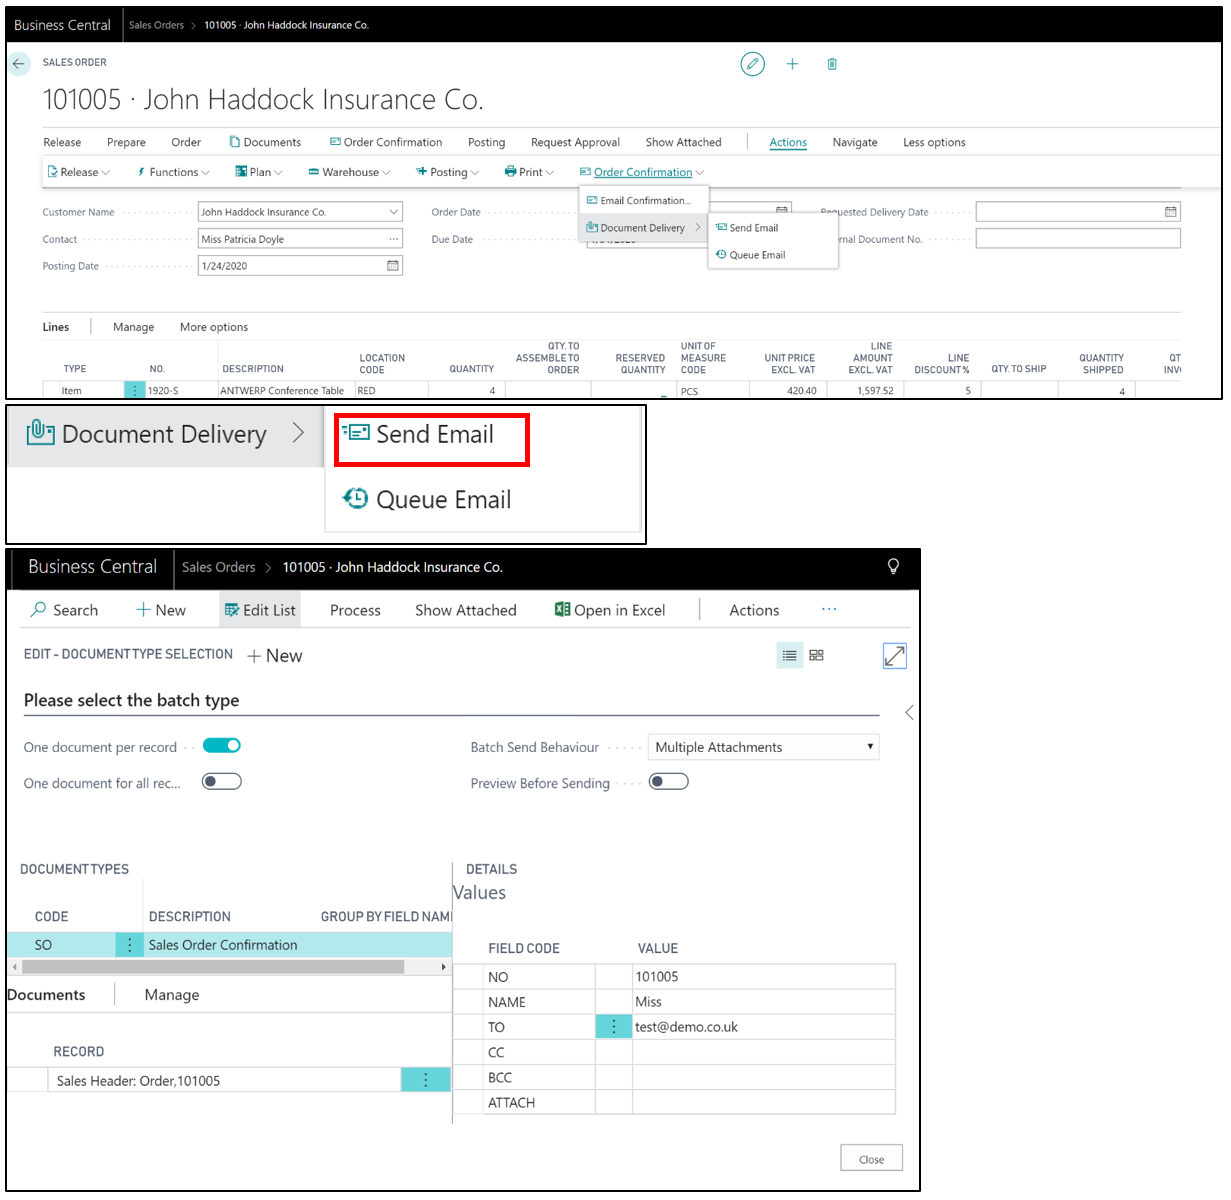 Business Central Sales Orders > 101005 · John Haddock Insurance Co.
SALES ORDER
101005 · John Haddock Insurance Co.
Release Prepare Order Documents Order Confirmation Posting Request Approval Show Attached Actions Navigate Less options
Release Functions Plan Warehouse Posting Print Order Confirmation
Email Confirmation...
Document Delivery >
Send Email
Queue Email
Customer Name John Haddock Insurance Co. Order Date Requested Delivery Date
Contact Miss Patricia Doyle ... Due Date rnal Document No.
Posting Date 1/24/2020
Lines Manage More options
TYPE NO. DESCRIPTION LOCATION CODE QUANTITY QTY. TO ASSEMBLE TO ORDER RESERVED QUANTITY UNIT OF MEASURE CODE UNIT PRICE EXCL. VAT LINE AMOUNT EXCL. VAT LINE DISCOUNT % QTY. TO SHIP QUANTITY SHIPPED QT INV
Item 1920-S ANTWERP Conference Table RED 4 _ PCS 420.40 1,597.52 5 4
Document Delivery > Send Email
Queue Email
Business Central Sales Orders > 101005 · John Haddock Insurance Co.
Search + New Edit List Process Show Attached Open in Excel Actions ...
EDIT - DOCUMENT TYPE SELECTION + New
Please select the batch type
One document per record Batch Send Behaviour Multiple Attachments
One document for all rec... Preview Before Sending
DOCUMENT TYPES
CODE DESCRIPTION GROUP BY FIELD NAM
SO Sales Order Confirmation
Documents Manage
RECORD
Sales Header: Order,101005
DETAILS
Values
FIELD CODE VALUE
NO 101005
NAME Miss
TO test@demo.co.uk
CC
BCC
ATTACH
Close